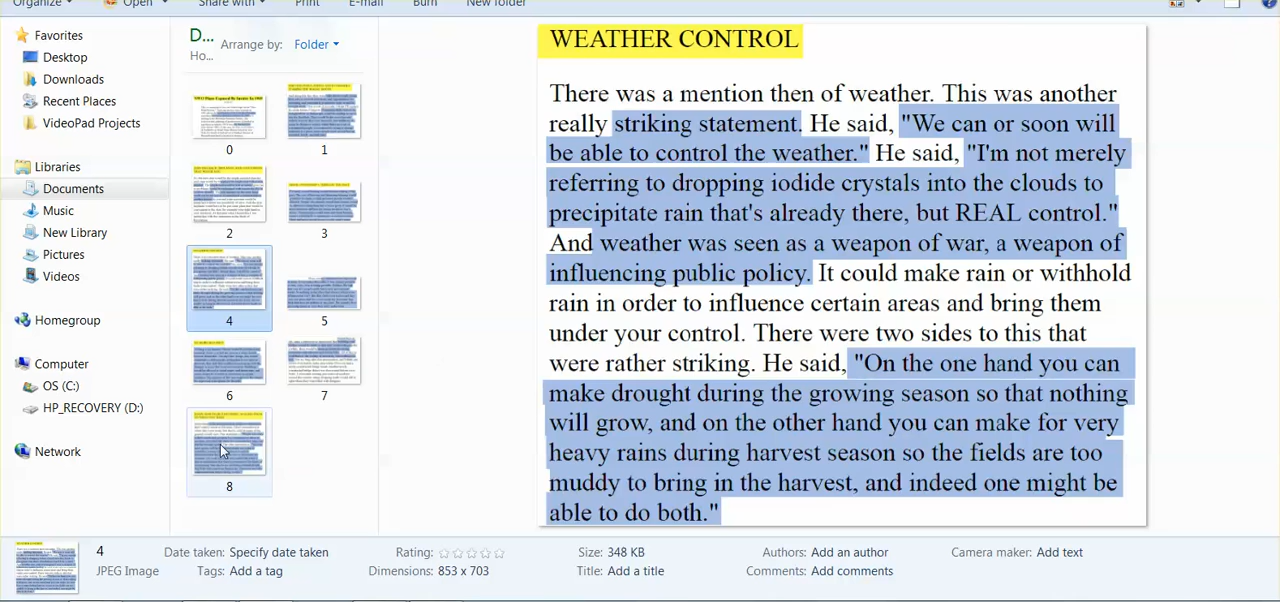 Organize
Open
Share with
Print
E-mail
Burn
New folder
Favorites
Desktop
Downloads
Recent Places
VideoPad Projects
Libraries
Documents
Music
New Library
Pictures
Videos
Homegroup
Computer
OS (C:)
HP_RECOVERY (D:)
Network
D...
Ho...
Arrange by: Folder
0
1
2
3
4
5
6
7
8
WEATHER CONTROL
There was a mention then of weather. This was another
really striking statement. He said, "We can or soon will
be able to control the weather." He said, "I'm not merely
referring to dropping iodide crystals into the clouds to
precipitate rain that's already there, but REAL control."
And weather was seen as a weapon of war, a weapon of
influencing public policy. It could make rain or withhold
rain in order to influence certain areas and bring them
under your control. There were two sides to this that
were rather striking. He said, "On the one hand you can
make drought during the growing season so that nothing
will grow, and on the other hand you can make for very
heavy rains during harvest season so the fields are too
muddy to bring in the harvest, and indeed one might be
able to do both."
4
JPEG Image
Date taken: Specify date taken
Tags: Add a tag
Rating:
Dimensions: 853 x 703
Size: 348 KB
Title: Add a title
Authors: Add an author
Comments: Add comments
Camera maker: Add text